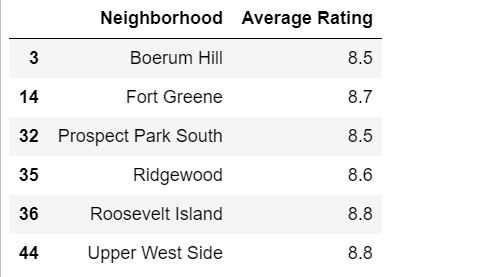 Neighborhood Average Rating
3 Boerum Hill 8.5
14 Fort Greene 8.7
32 Prospect Park South 8.5
35 Ridgewood 8.6
36 Roosevelt Island 8.8
44 Upper West Side 8.8